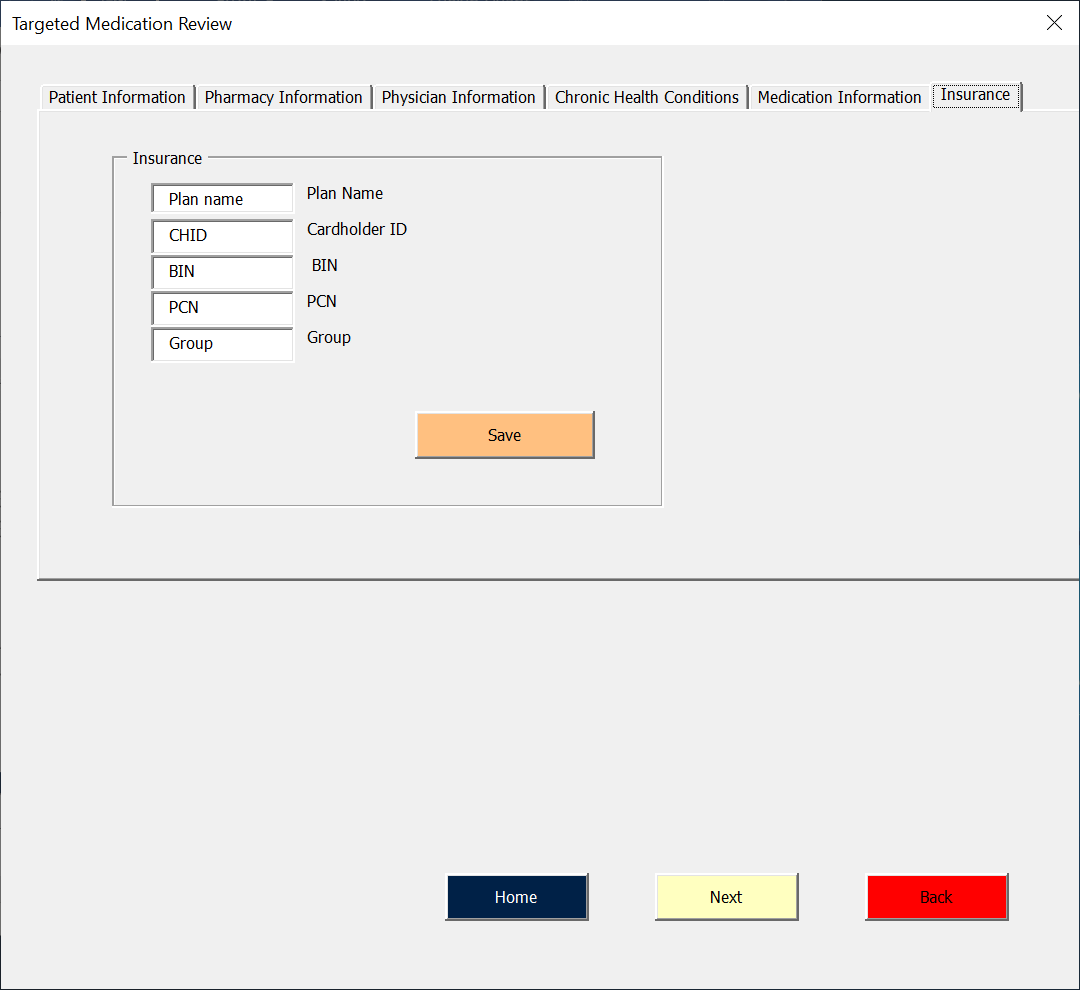 Targeted Medication Review
Patient Information Pharmacy Information Physician Information Chronic Health Conditions Medication Information Insurance
Insurance
Plan name Plan Name
CHID Cardholder ID
BIN BIN
PCN PCN
Group Group
Save
Home Next Back